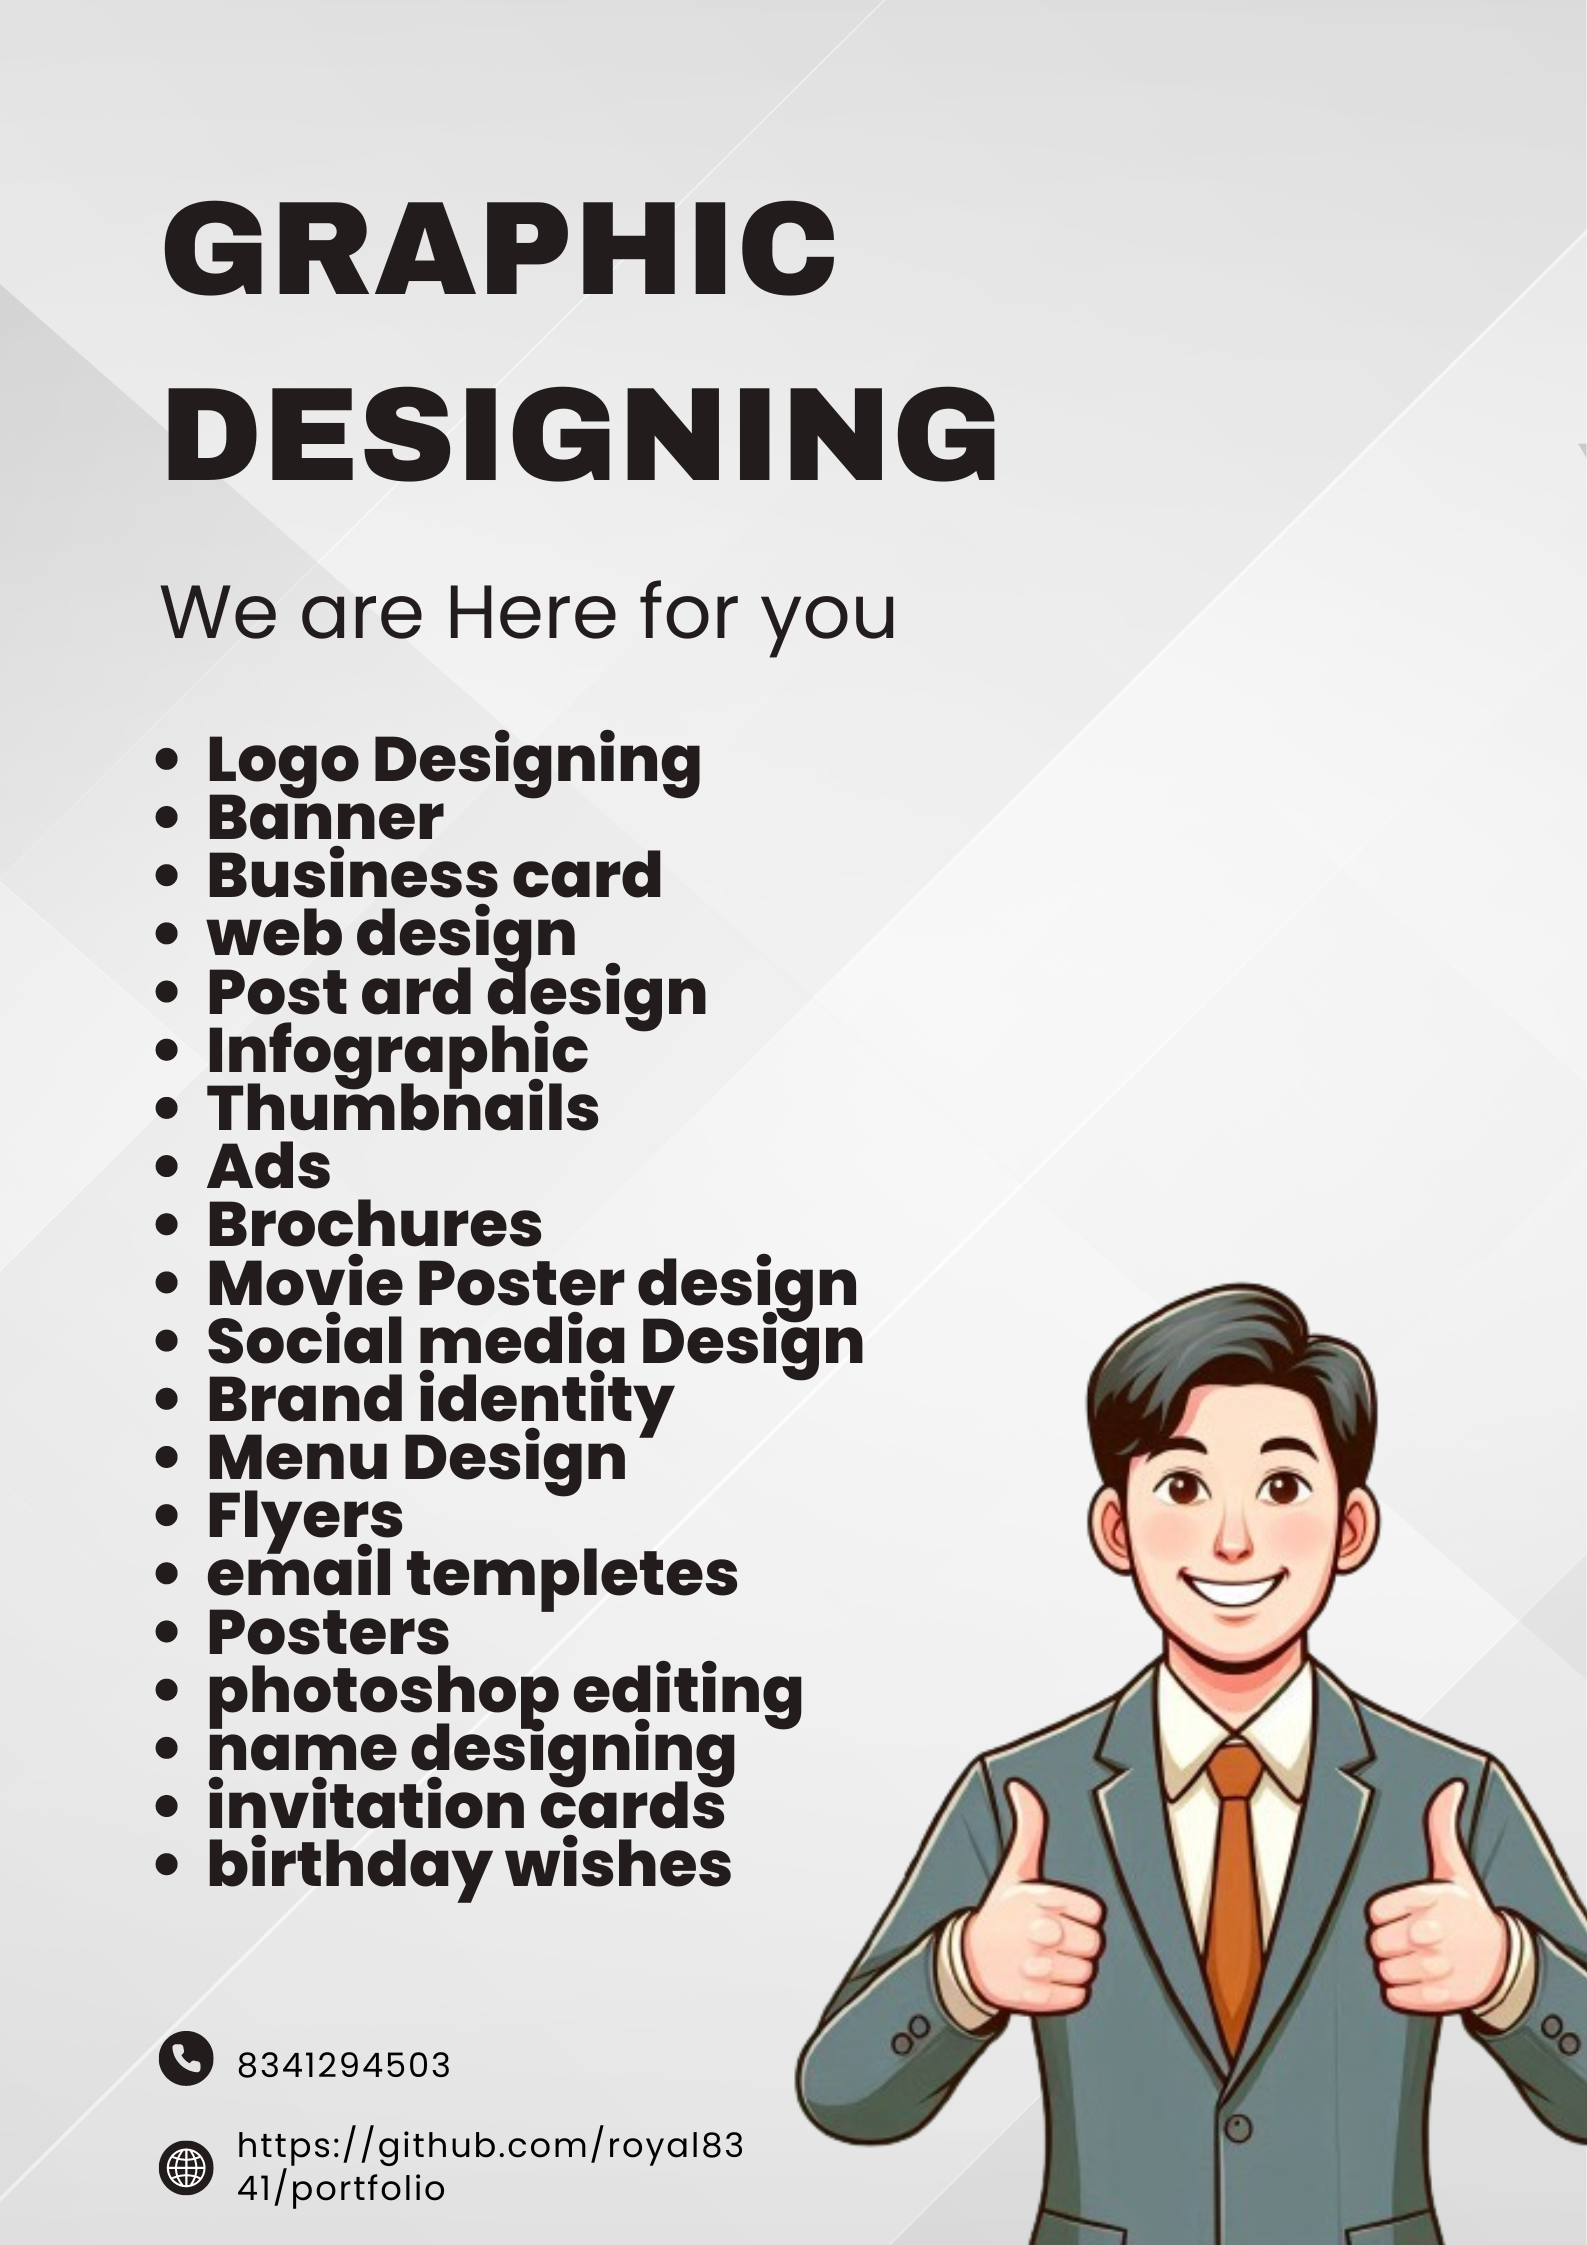 GRAPHIC
DESIGNING
We are Here for you
• Logo Designing
• Banner
• Business card
• web design
• Post ard design
• Infographic
• Thumbnails
• Ads
• Brochures
• Movie Poster design
• Social media Design
• Brand identity
• Menu Design
• Flyers
• email templetes
• Posters
• photoshop editing
• name designing
• invitation cards
• birthday wishes
8341294503
https://github.com/royal83
41/portfolio